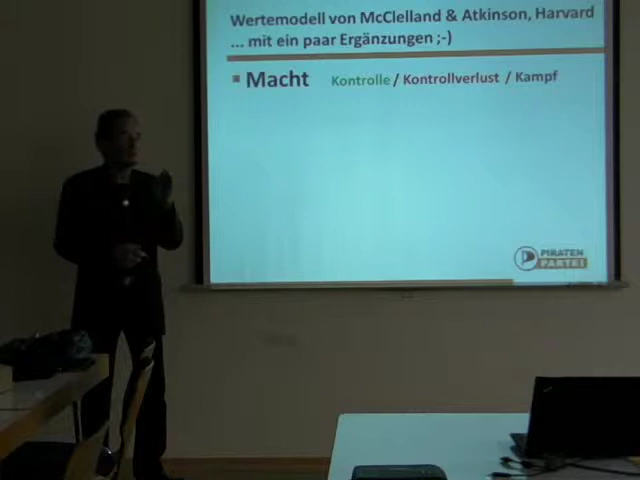 Wertemodell von McClelland & Atkinson, Harvard
... mit ein paar Ergänzungen ;-)
▪ Macht Kontrolle / Kontrollverlust / Kampf
PIRATEN
PARTEI